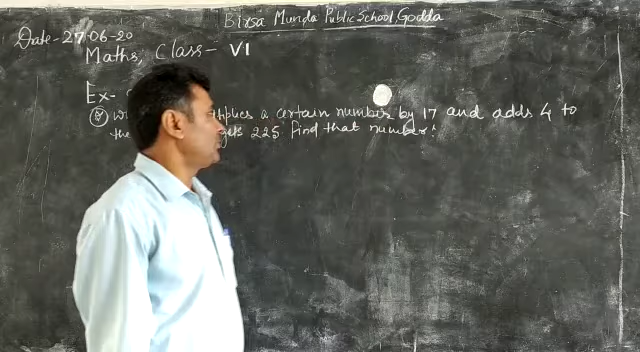 Birsa Munda Public School Godda
Date-27.06-20
Maths, Class- VI
Ex-
a certain number by 17 and adds 4 to
the gets 225. Find that number.